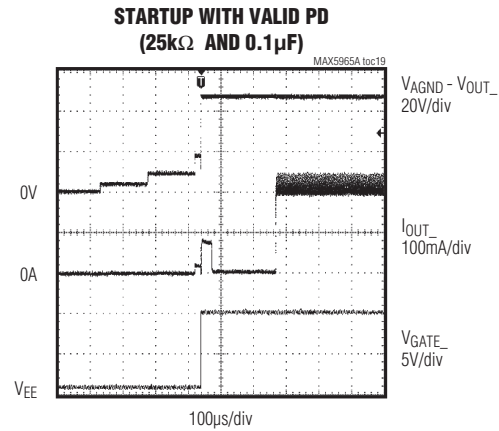 STARTUP WITH VALID PD
(25kΩ AND 0.1µF)
MAX5965A toc19
VAGND - VOUT_
20V/div
0V
IOUT_
100mA/div
0A
VGATE_
5V/div
VEE
100µs/div